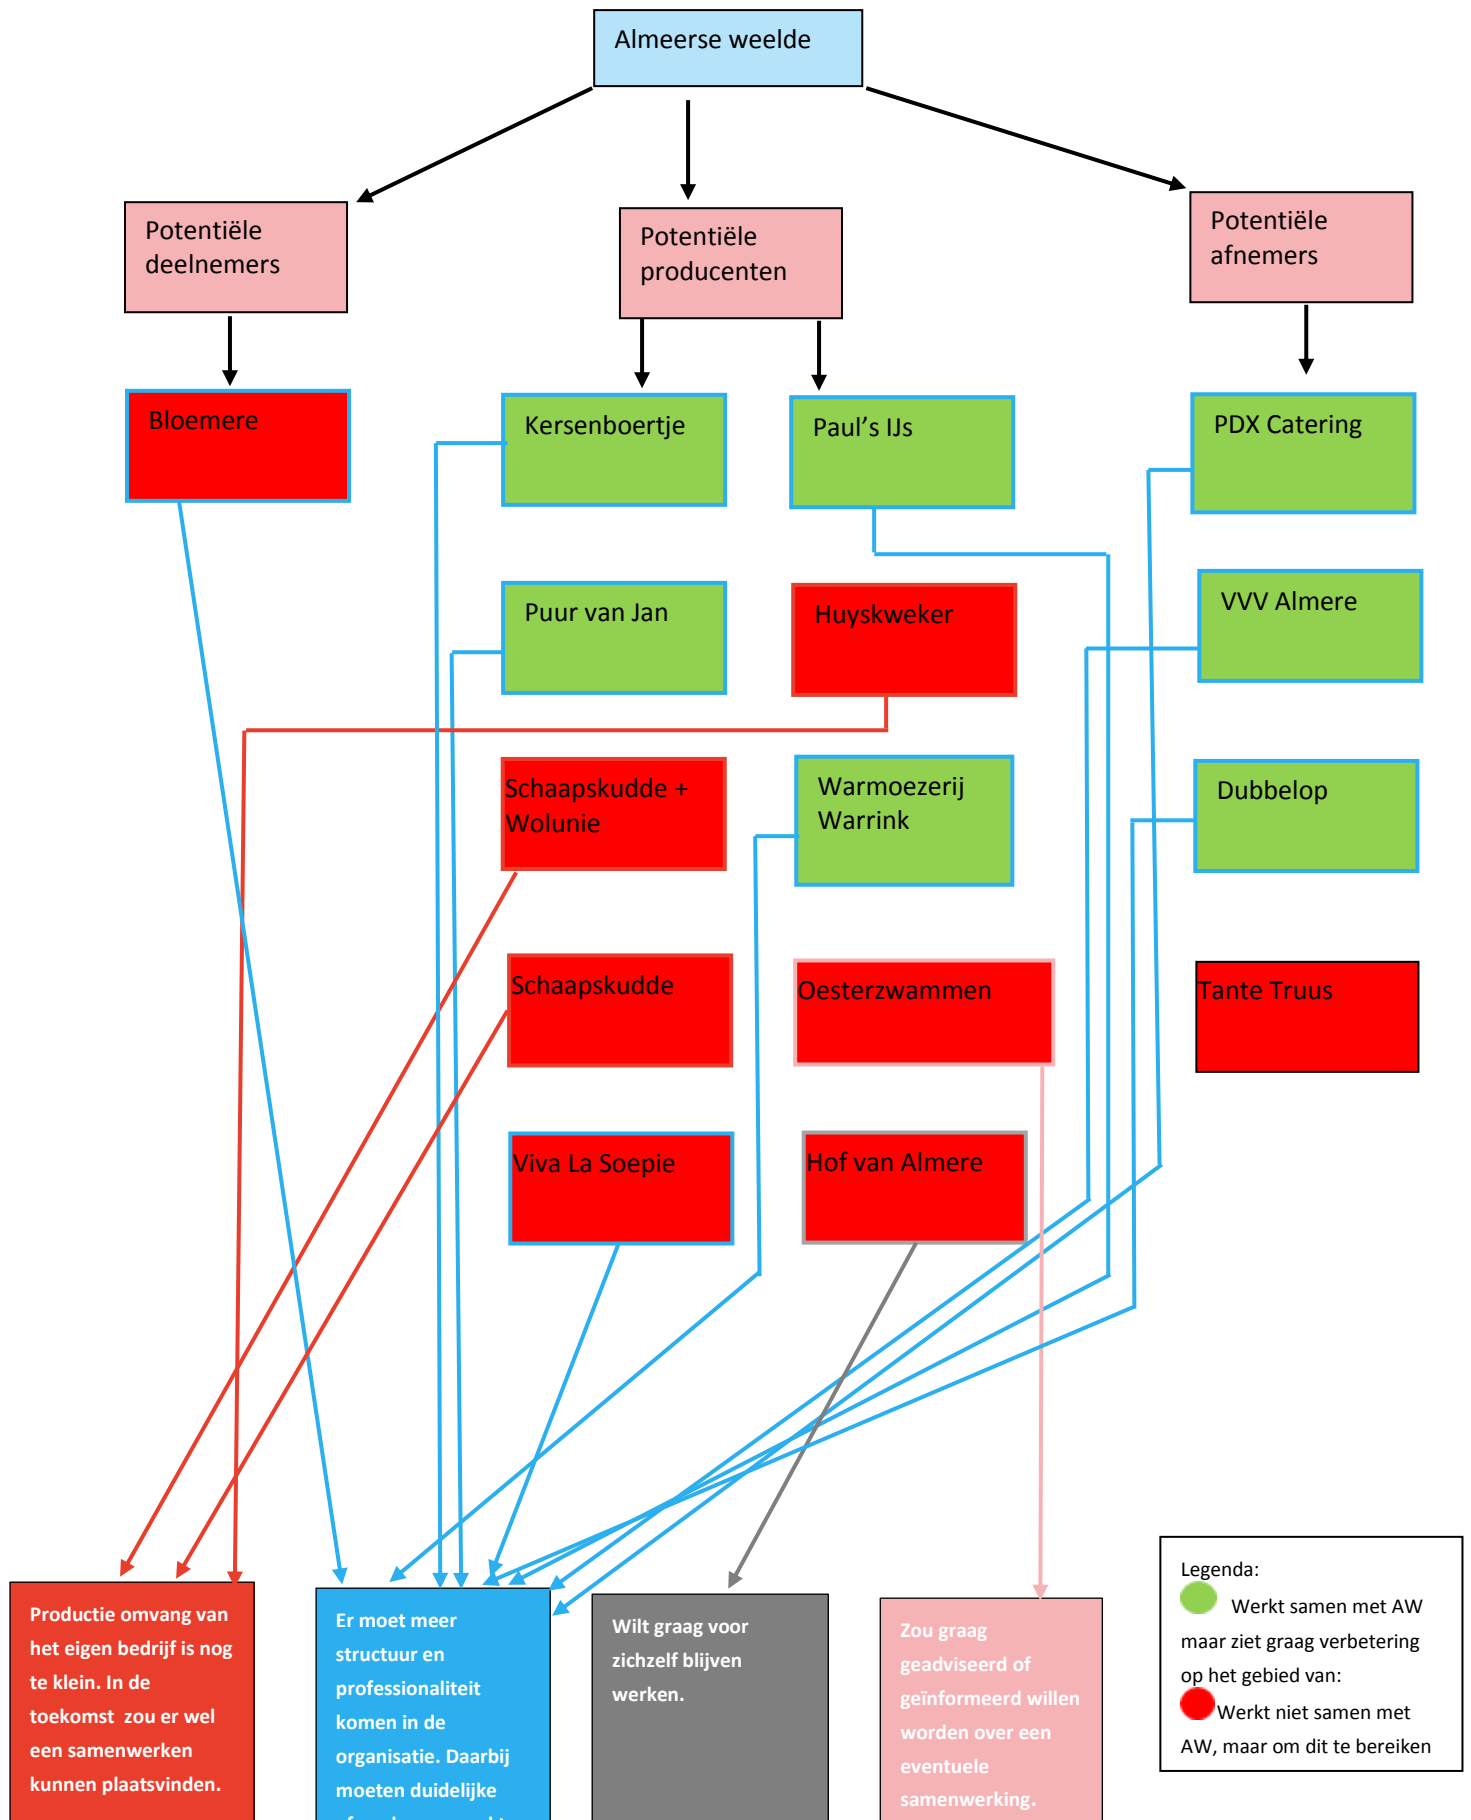 Almeerse weelde
Potentiële
deelnemers
Potentiële
producenten
Potentiële
afnemers
Bloemere
Kersenboertje
Paul's IJs
PDX Catering
Puur van Jan
Huyskweker
VVV Almere
Schaapskudde +
Wolunie
Warmoezerij
Warrink
Dubbelop
Schaapskudde
Oesterzwammen
Tante Truus
Viva La Soepie
Hof van Almere
Productie omvang van
het eigen bedrijf is nog
te klein. In de
toekomst zou er wel
een samenwerken
kunnen plaatsvinden.
Er moet meer
structuur en
professionaliteit
komen in de
organisatie. Daarbij
moeten duidelijke
Wilt graag voor
zichzelf blijven
werken.
Zou graag
geadviseerd of
geïnformeerd willen
worden over een
eventuele
samenwerking.
Legenda:
Werkt samen met AW
maar ziet graag verbetering
op het gebied van:
Werkt niet samen met
AW, maar om dit te bereiken